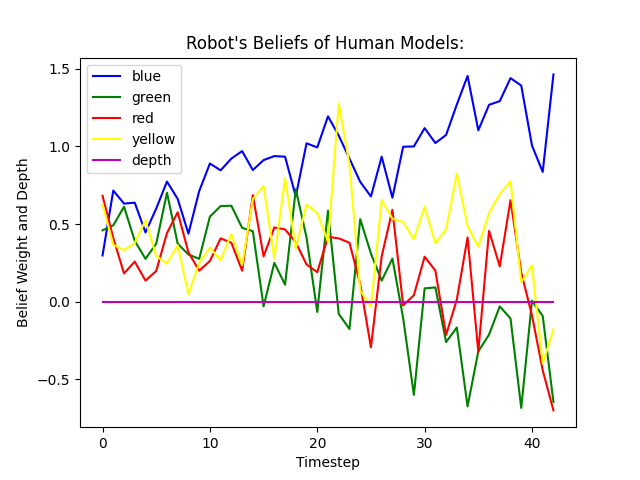 Robot's Beliefs of Human Models:
blue
green
red
yellow
depth
Belief Weight and Depth
1.5
1.0
0.5
0.0
−0.5
0
10
20
30
40
Timestep